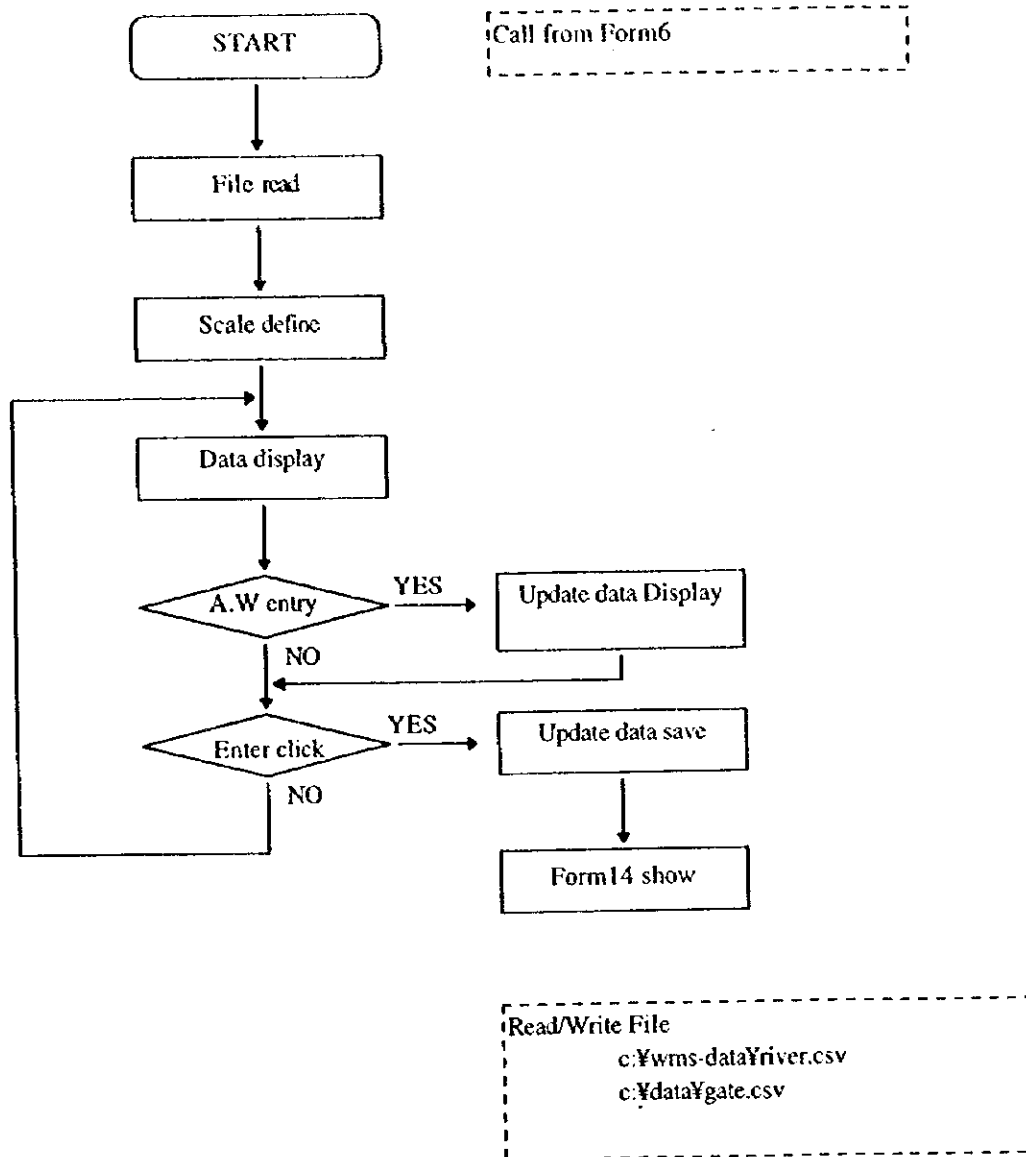 START
Call from Form6
File read
Scale define
Data display
A.W entry
YES
Update data Display
NO
Enter click
YES
Update data save
NO
Form14 show
Read/Write File
c:¥wms-data¥river.csv
c:¥data¥gate.csv